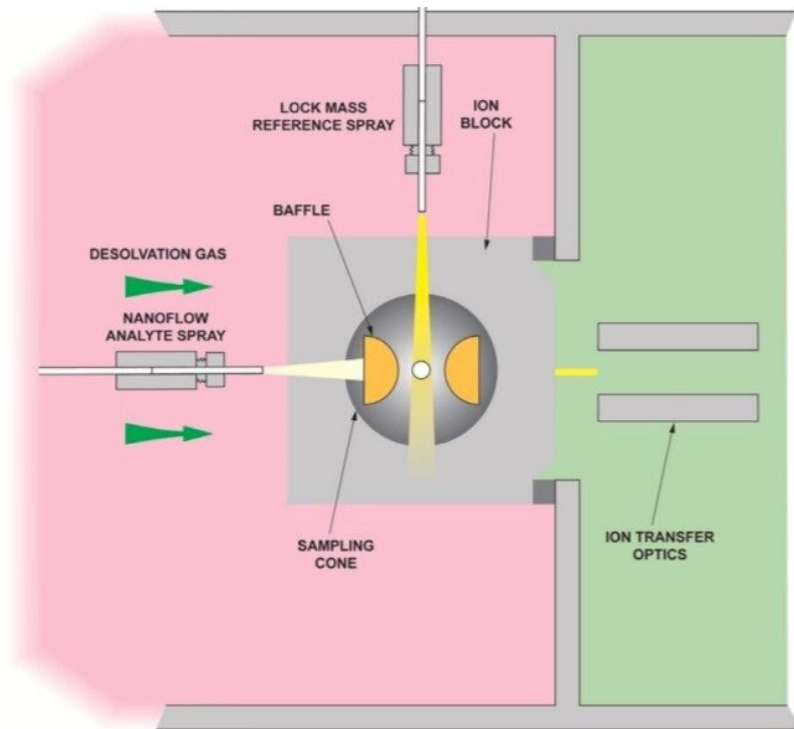 LOCK MASS
REFERENCE SPRAY
ION
BLOCK
BAFFLE
DESOLVATION GAS
NANOFLOW
ANALYTE SPRAY
SAMPLING
CONE
ION TRANSFER
OPTICS